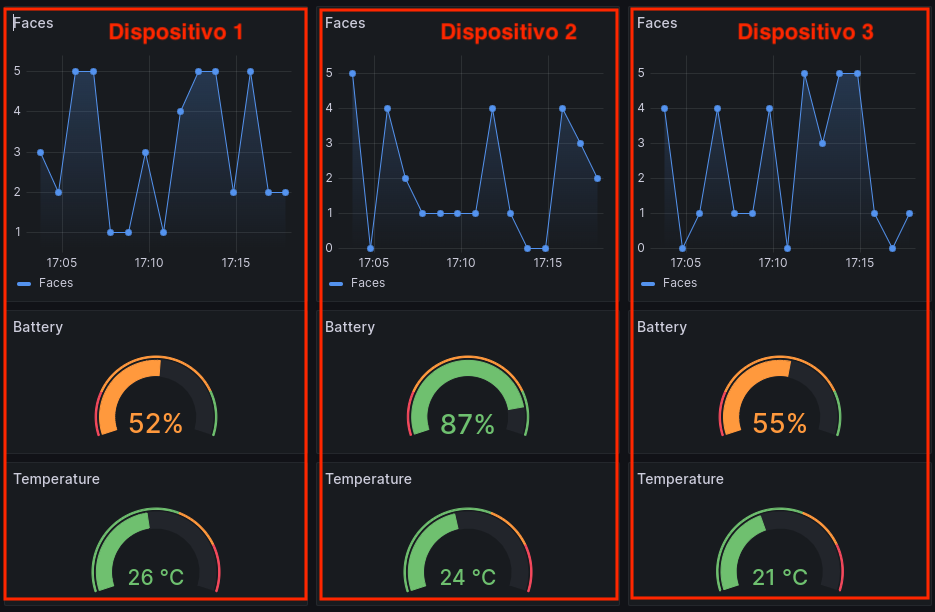 Faces
Dispositivo 1
5
4
3
2
1
17:05 17:10 17:15
Faces
Battery
52%
Temperature
26 °C
Faces
Dispositivo 2
5
4
3
2
1
0
17:05 17:10 17:15
Faces
Battery
87%
Temperature
24 °C
Faces
Dispositivo 3
5
4
3
2
1
0
17:05 17:10 17:15
Faces
Battery
55%
Temperature
21 °C